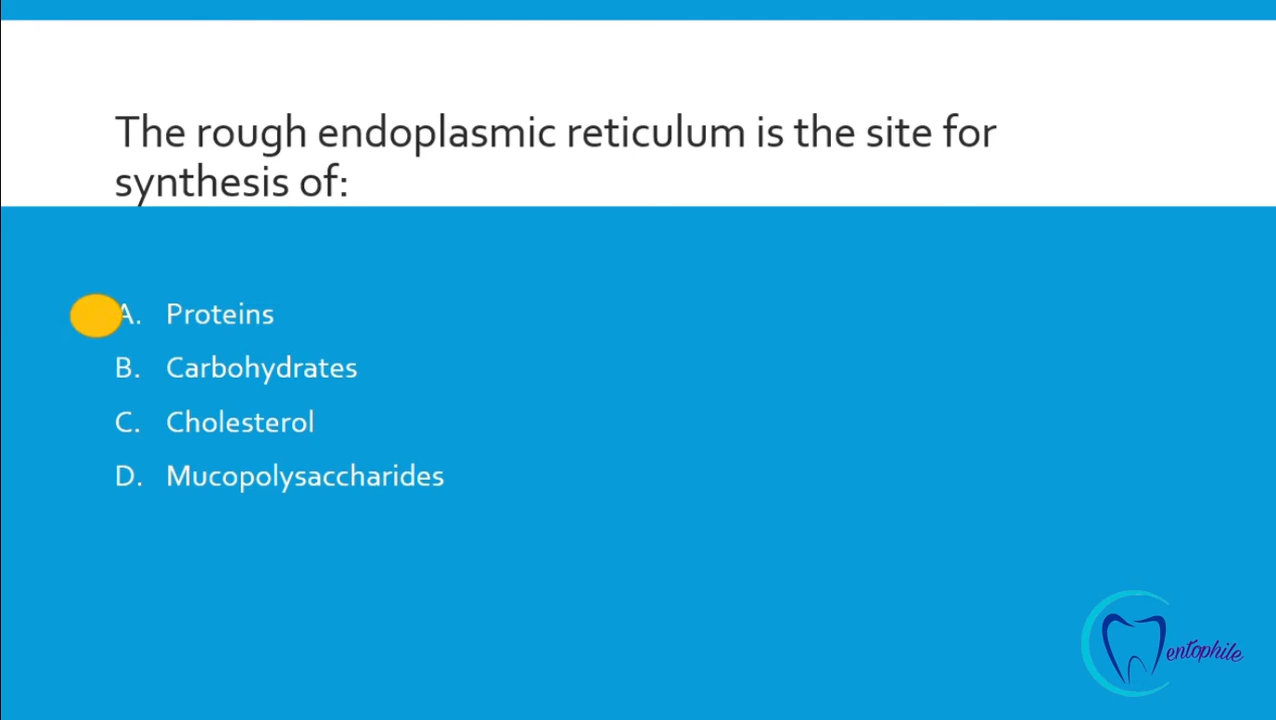 The rough endoplasmic reticulum is the site for
synthesis of:
A. Proteins
B. Carbohydrates
C. Cholesterol
D. Mucopolysaccharides
entophile